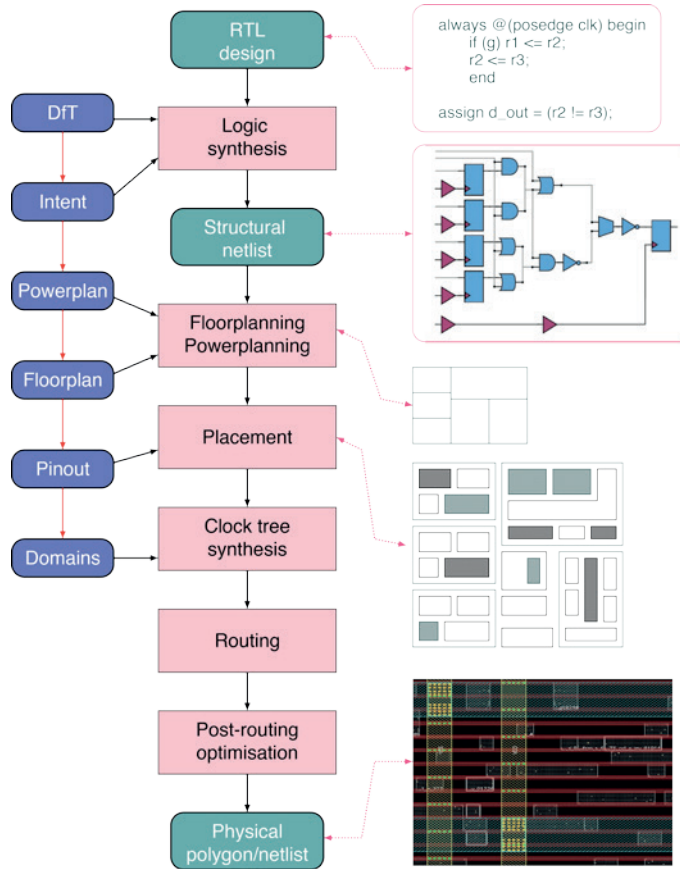 RTL
design
always @(posedge clk) begin
if (g) r1 <= r2;
r2 <= r3;
end
assign d_out = (r2 != r3);
DfT
Logic
synthesis
Intent
Structural
netlist
Powerplan
Floorplanning
Powerplanning
Floorplan
Placement
Pinout
Clock tree
synthesis
Domains
Routing
Post-routing
optimisation
Physical
polygon/netlist